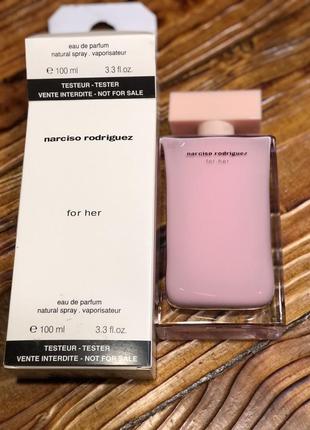 eau de parfum
natural spray . vaporisateur
℮ 100 ml 3.3 fl.oz.
TESTEUR - TESTER
VENTE INTERDITE - NOT FOR SALE
narciso rodriguez
for her
eau de parfum
natural spray . vaporisateur
℮ 100 ml 3.3 fl.oz.
TESTEUR - TESTER
VENTE INTERDITE - NOT FOR SALE
narciso rodriguez
for her